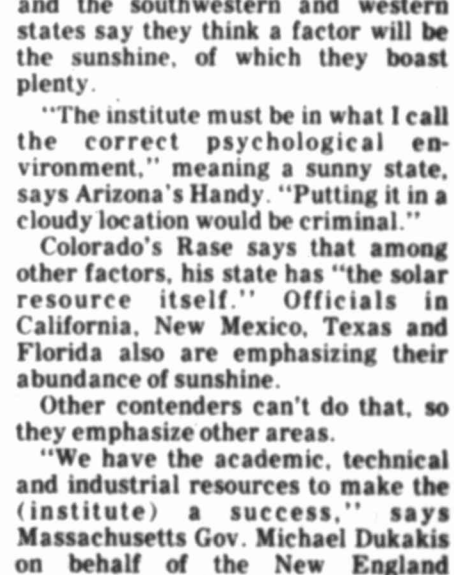 and the southwestern and western
states say they think a factor will be
the sunshine, of which they boast
plenty.
"The institute must be in what I call
the correct psychological en-
vironment," meaning a sunny state,
says Arizona's Handy. "Putting it in a
cloudy location would be criminal."
Colorado's Rase says that among
other factors, his state has "the solar
resource itself." Officials in
California, New Mexico, Texas and
Florida also are emphasizing their
abundance of sunshine.
Other contenders can't do that, so
they emphasize other areas.
"We have the academic, technical
and industrial resources to make the
(institute) a success," says
Massachusetts Gov. Michael Dukakis
on behalf of the New England